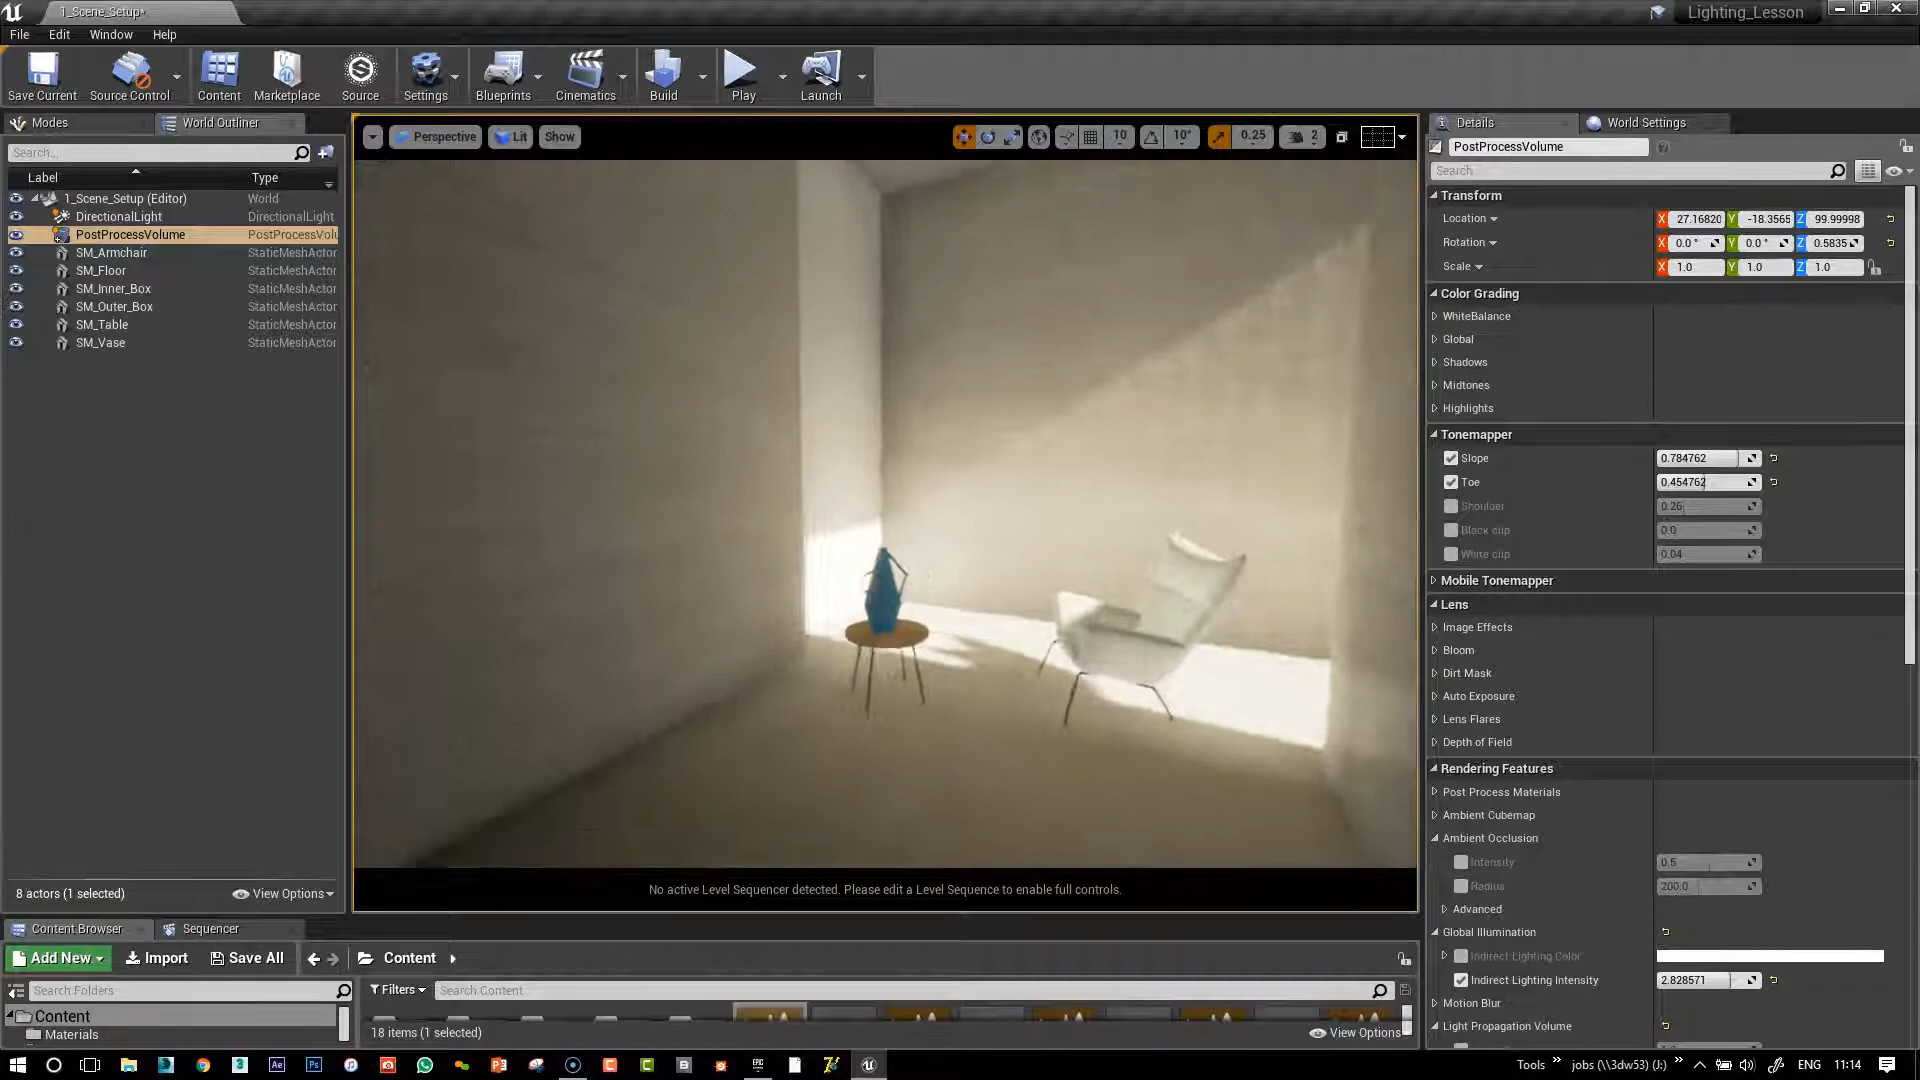 1_Scene_Setup*
Lighting_Lesson
File Edit Window Help
Save Current Source Control Content Marketplace Source Settings Blueprints Cinematics Build Play Launch
Modes World Outliner
Search...
Label Type
1_Scene_Setup (Editor) World
DirectionalLight DirectionalLight
PostProcessVolume PostProcessVolu
SM_Armchair StaticMeshActor
SM_Floor StaticMeshActor
SM_Inner_Box StaticMeshActor
SM_Outer_Box StaticMeshActor
SM_Table StaticMeshActor
SM_Vase StaticMeshActor
8 actors (1 selected) View Options
Perspective Lit Show 10 10° 0.25 2
No active Level Sequencer detected. Please edit a Level Sequence to enable full controls.
Details World Settings
PostProcessVolume
Search
Transform
Location X 27.16820 Y -18.3565 Z 99.99998
Rotation X 0.0 ° Y 0.0 ° Z 0.5835
Scale X 1.0 Y 1.0 Z 1.0
Color Grading
WhiteBalance
Global
Shadows
Midtones
Highlights
Tonemapper
Slope 0.784762
Toe 0.454762
Shoulder 0.26
Black clip 0.0
White clip 0.04
Mobile Tonemapper
Lens
Image Effects
Bloom
Dirt Mask
Auto Exposure
Lens Flares
Depth of Field
Rendering Features
Post Process Materials
Ambient Cubemap
Ambient Occlusion
Intensity 0.5
Radius 200.0
Advanced
Global Illumination
Indirect Lighting Color
Indirect Lighting Intensity 2.828571
Motion Blur
Light Propagation Volume
Content Browser Sequencer
Add New Import Save All Content
Search Folders
Filters Search Content
Content
Materials
18 items (1 selected) View Options
Tools jobs (\\3dw53) (J:) ENG 11:14